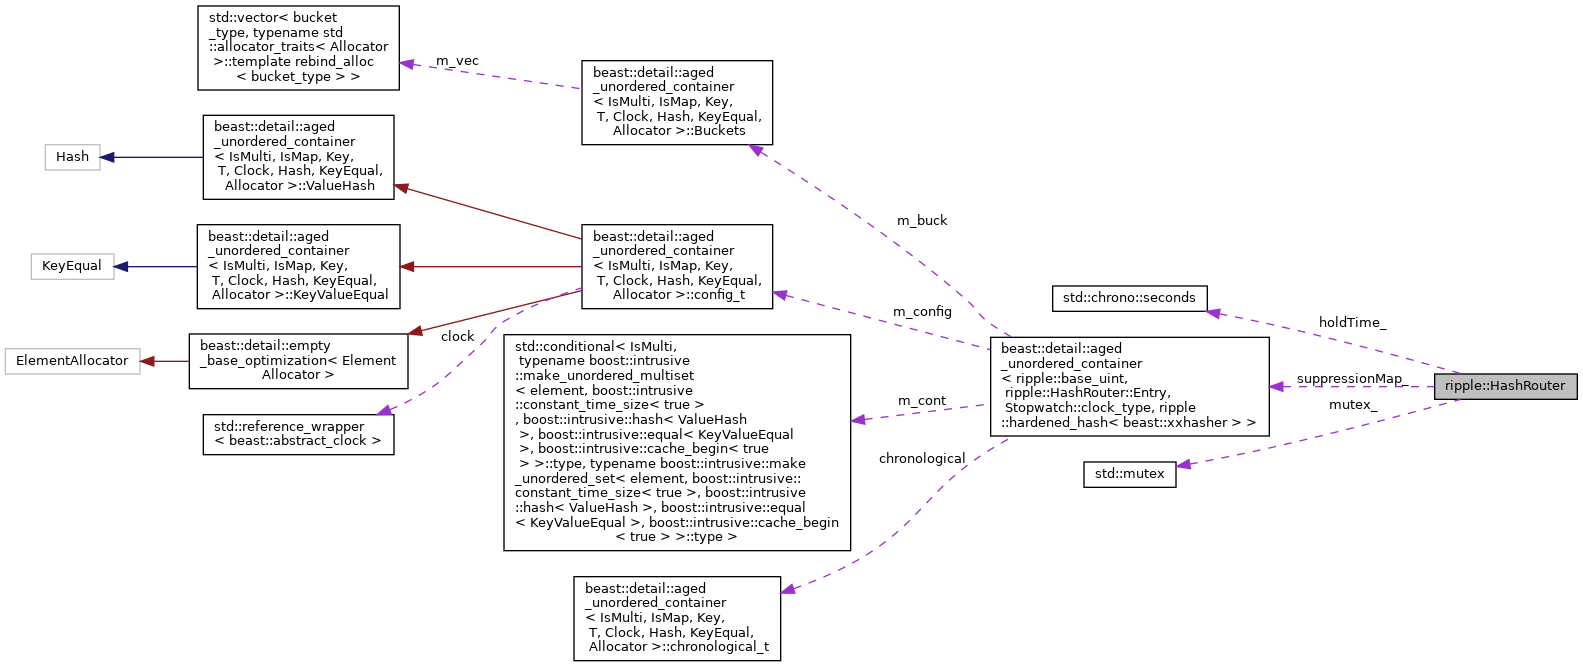 std::vector< bucket
_type, typename std
::allocator_traits< Allocator
>::template rebind_alloc
< bucket_type > >
m_vec
beast::detail::aged
_unordered_container
< IsMulti, IsMap, Key,
T, Clock, Hash, KeyEqual,
Allocator >::Buckets
Hash
beast::detail::aged
_unordered_container
< IsMulti, IsMap, Key,
T, Clock, Hash, KeyEqual,
Allocator >::ValueHash
m_buck
KeyEqual
beast::detail::aged
_unordered_container
< IsMulti, IsMap, Key,
T, Clock, Hash, KeyEqual,
Allocator >::KeyValueEqual
beast::detail::aged
_unordered_container
< IsMulti, IsMap, Key,
T, Clock, Hash, KeyEqual,
Allocator >::config_t
m_config
std::chrono::seconds
holdTime_
ElementAllocator
beast::detail::empty
_base_optimization< Element
Allocator >
clock
std::reference_wrapper
< beast::abstract_clock >
std::conditional< IsMulti,
typename boost::intrusive
::make_unordered_multiset
< element, boost::intrusive
::constant_time_size< true >
, boost::intrusive::hash< ValueHash
>, boost::intrusive::equal< KeyValueEqual
>, boost::intrusive::cache_begin< true
> >::type, typename boost::intrusive::make
_unordered_set< element, boost::intrusive::
constant_time_size< true >, boost::intrusive
::hash< ValueHash >, boost::intrusive::equal
< KeyValueEqual >, boost::intrusive::cache_begin
< true > >::type >
m_cont
beast::detail::aged
_unordered_container
< ripple::base_uint,
ripple::HashRouter::Entry,
Stopwatch::clock_type, ripple
::hardened_hash< beast::xxhasher > >
suppressionMap_
ripple::HashRouter
mutex_
std::mutex
chronological
beast::detail::aged
_unordered_container
< IsMulti, IsMap, Key,
T, Clock, Hash, KeyEqual,
Allocator >::chronological_t